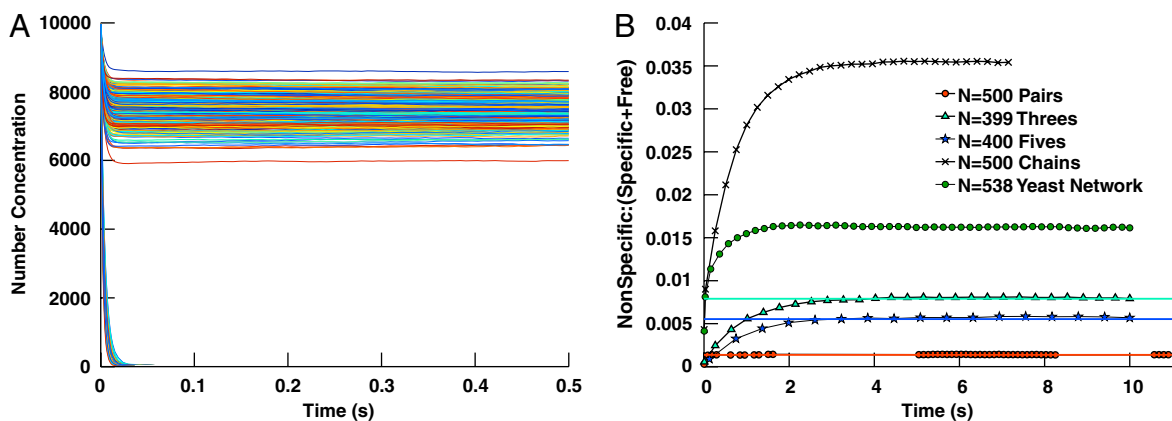 A
Number Concentration
10000
8000
6000
4000
2000
0
0 0.1 0.2 0.3 0.4 0.5
Time (s)
B
NonSpecific:(Specific+Free)
0.04
0.035
0.03
0.025
0.02
0.015
0.01
0.005
0
N=500 Pairs
N=399 Threes
N=400 Fives
N=500 Chains
N=538 Yeast Network
0 2 4 6 8 10
Time (s)